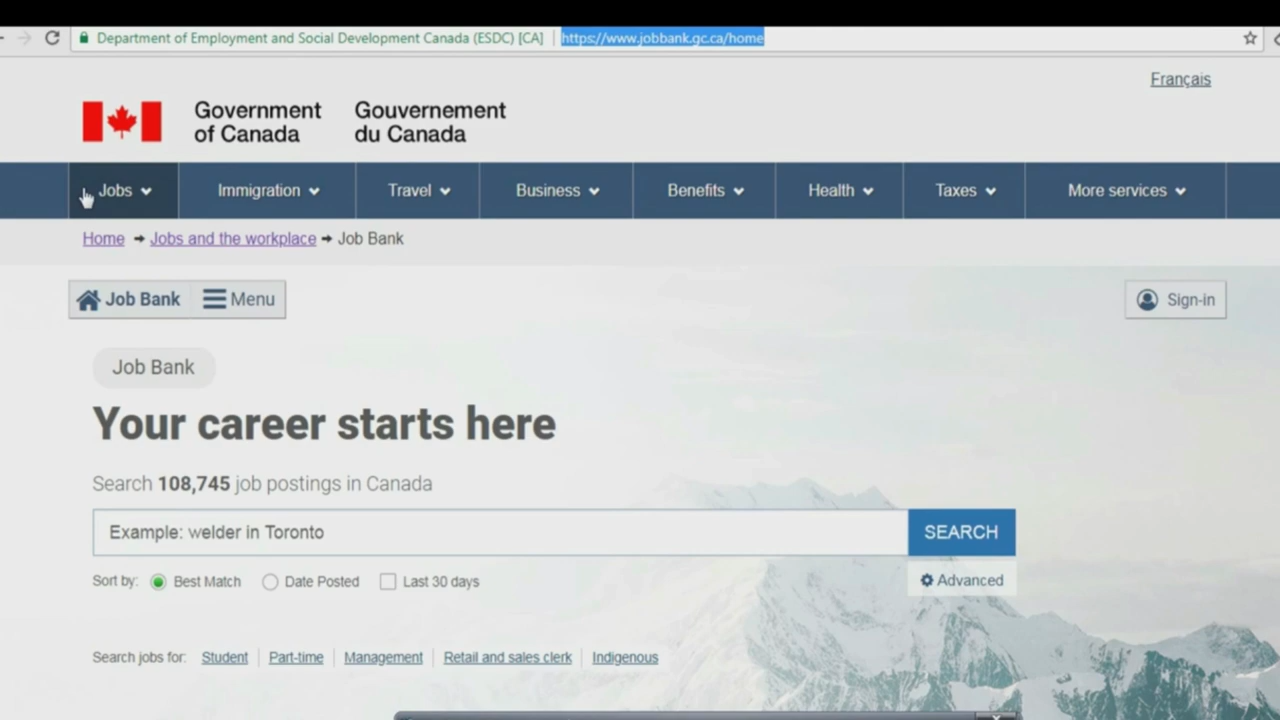 Department of Employment and Social Development Canada (ESDC) [CA] https://www.jobbank.gc.ca/home
Français
Government of Canada
Gouvernement du Canada
Jobs Immigration Travel Business Benefits Health Taxes More services
Home Jobs and the workplace Job Bank
Job Bank Menu Sign-in
Job Bank
Your career starts here
Search 108,745 job postings in Canada
Example: welder in Toronto SEARCH
Sort by: Best Match Date Posted Last 30 days Advanced
Search jobs for: Student Part-time Management Retail and sales clerk Indigenous